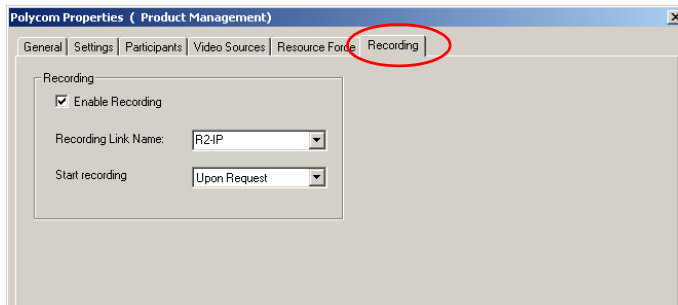 Polycom Properties ( Product Management)
General Settings Participants Video Sources Resource Force Recording
Recording
Enable Recording
Recording Link Name: R2-IP
Start recording Upon Request